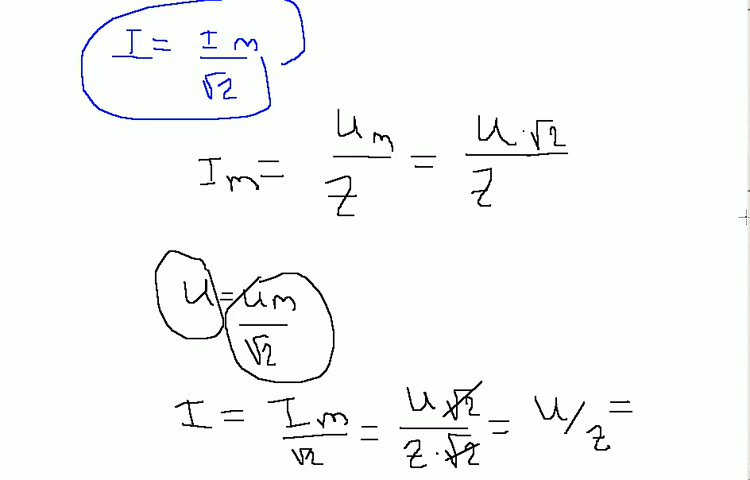 I = Im/√2
Im = Um/Z = U·√2/Z
U = Um/√2
I = Im/√2 = U√2/Z·√2 = U/Z =